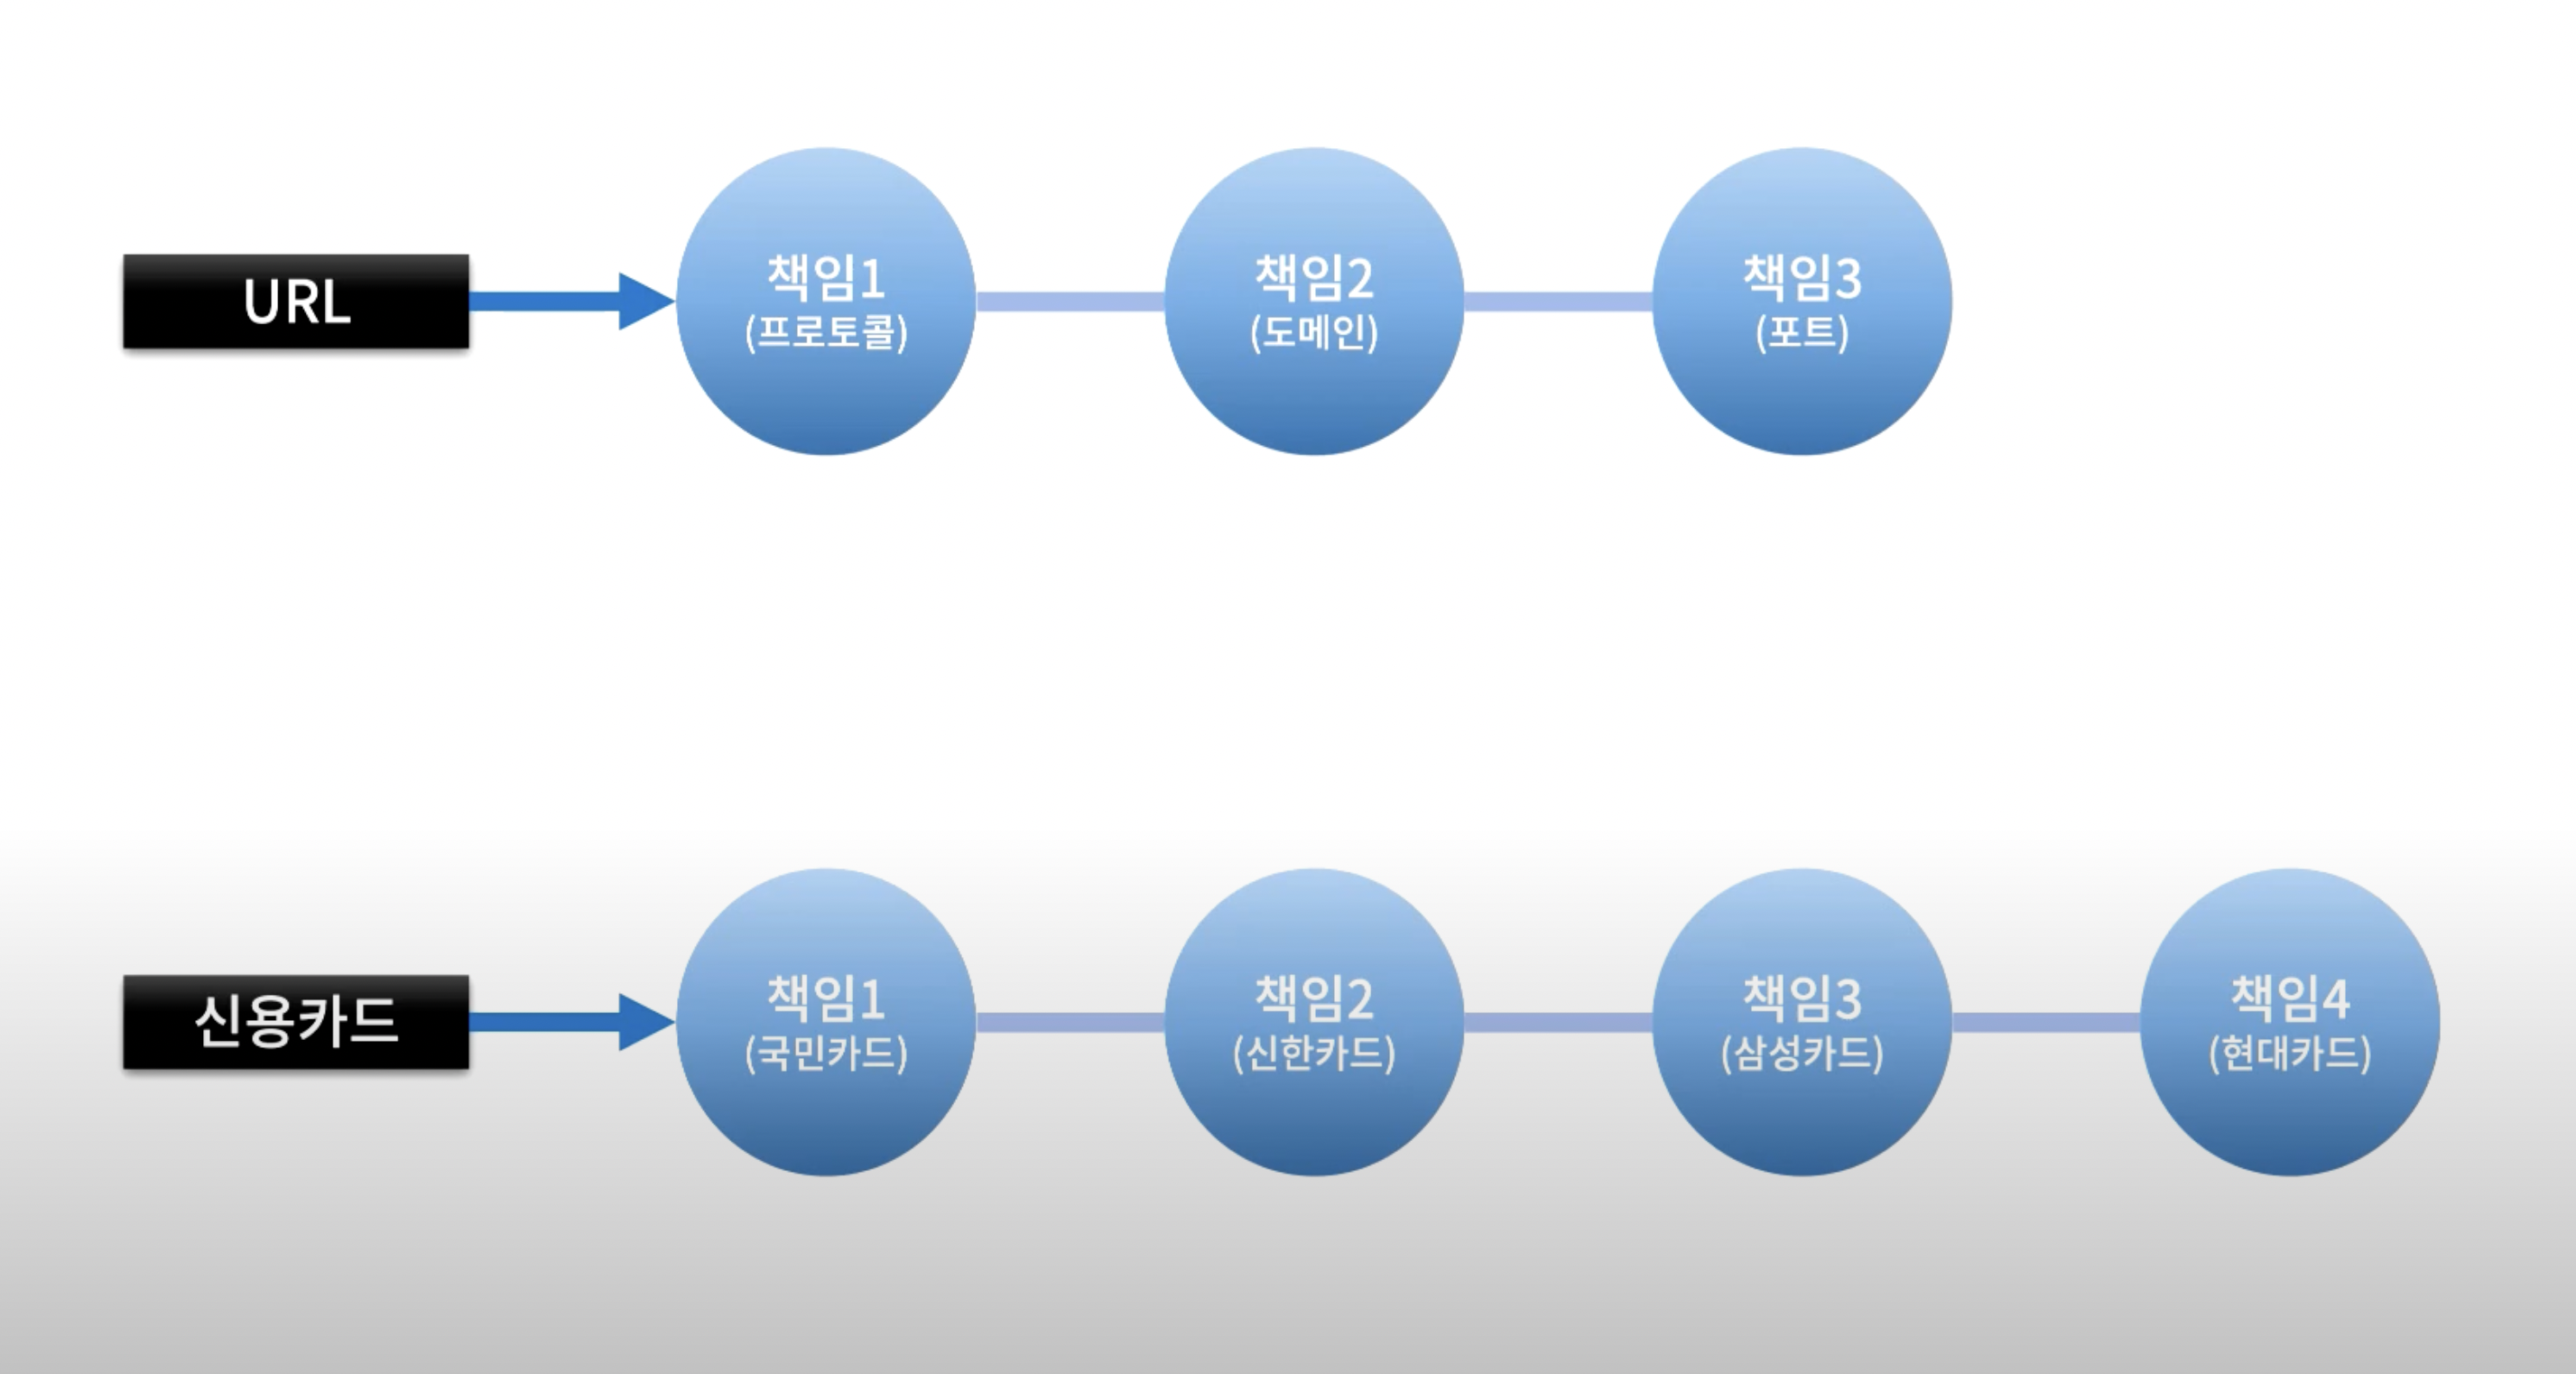 URL
책임1
(프로토콜)
책임2
(도메인)
책임3
(포트)
신용카드
책임1
(국민카드)
책임2
(신한카드)
책임3
(삼성카드)
책임4
(현대카드)